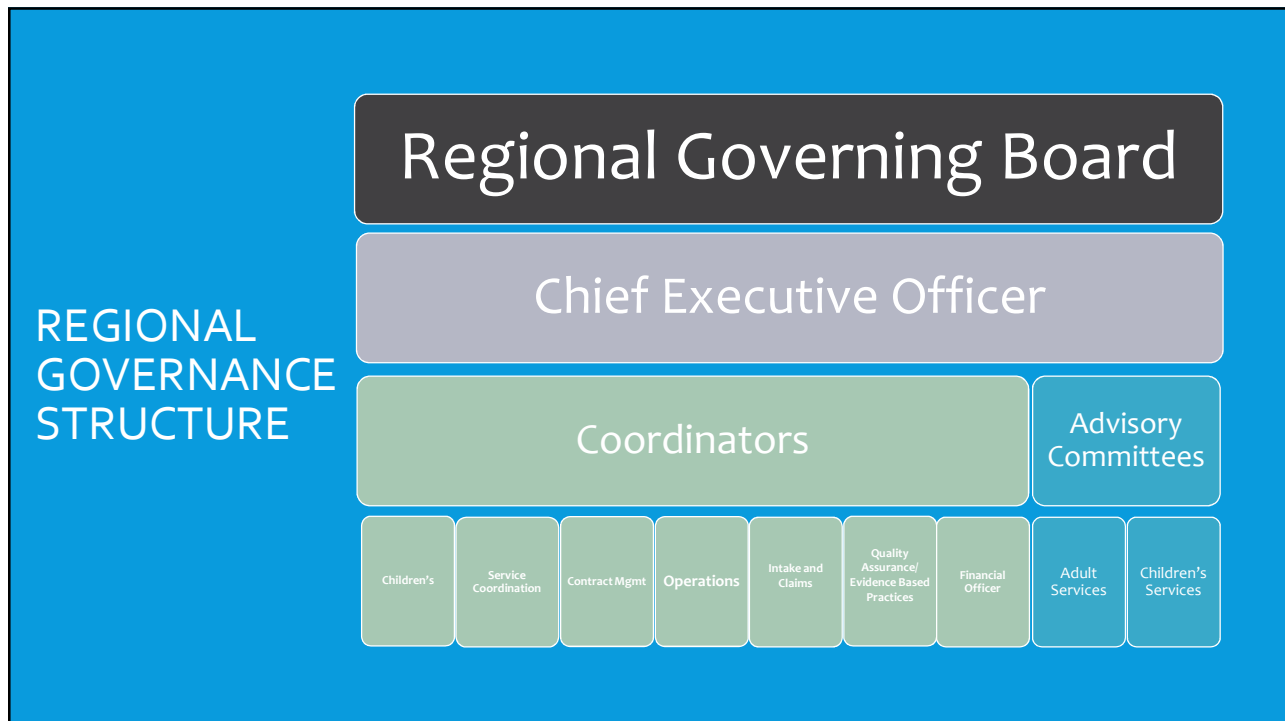 REGIONAL
GOVERNANCE
STRUCTURE
Regional Governing Board
Chief Executive Officer
Coordinators
Advisory
Committees
Children’s
Service
Coordination
Contract Mgmt
Operations
Intake and
Claims
Quality
Assurance/
Evidence Based
Practices
Financial
Officer
Adult
Services
Children’s
Services